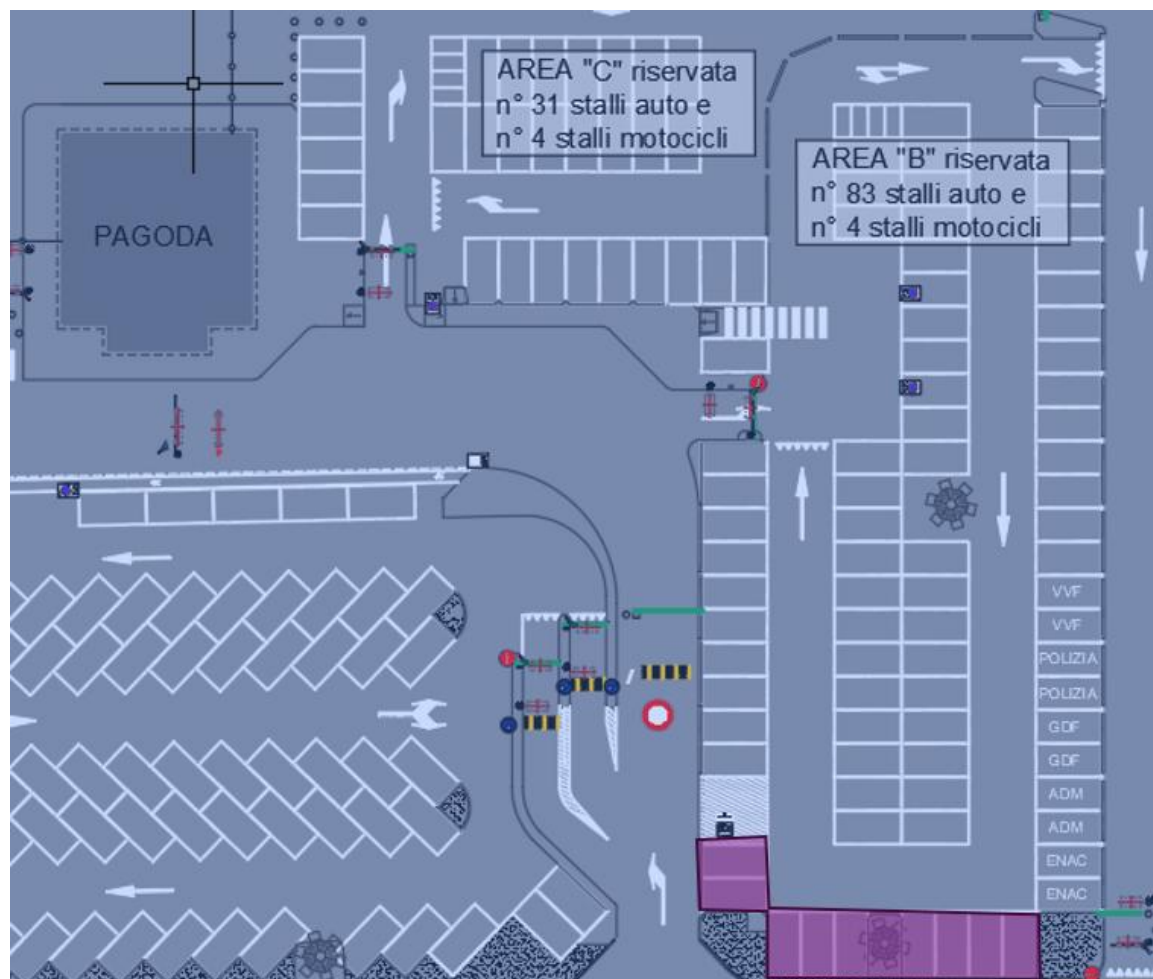 AREA "C" riservata
n° 31 stalli auto e
n° 4 stalli motocicli
AREA "B" riservata
n° 83 stalli auto e
n° 4 stalli motocicli
PAGODA
VVF
VVF
POLIZIA
POLIZIA
GDF
GDF
ADM
ADM
ENAC
ENAC